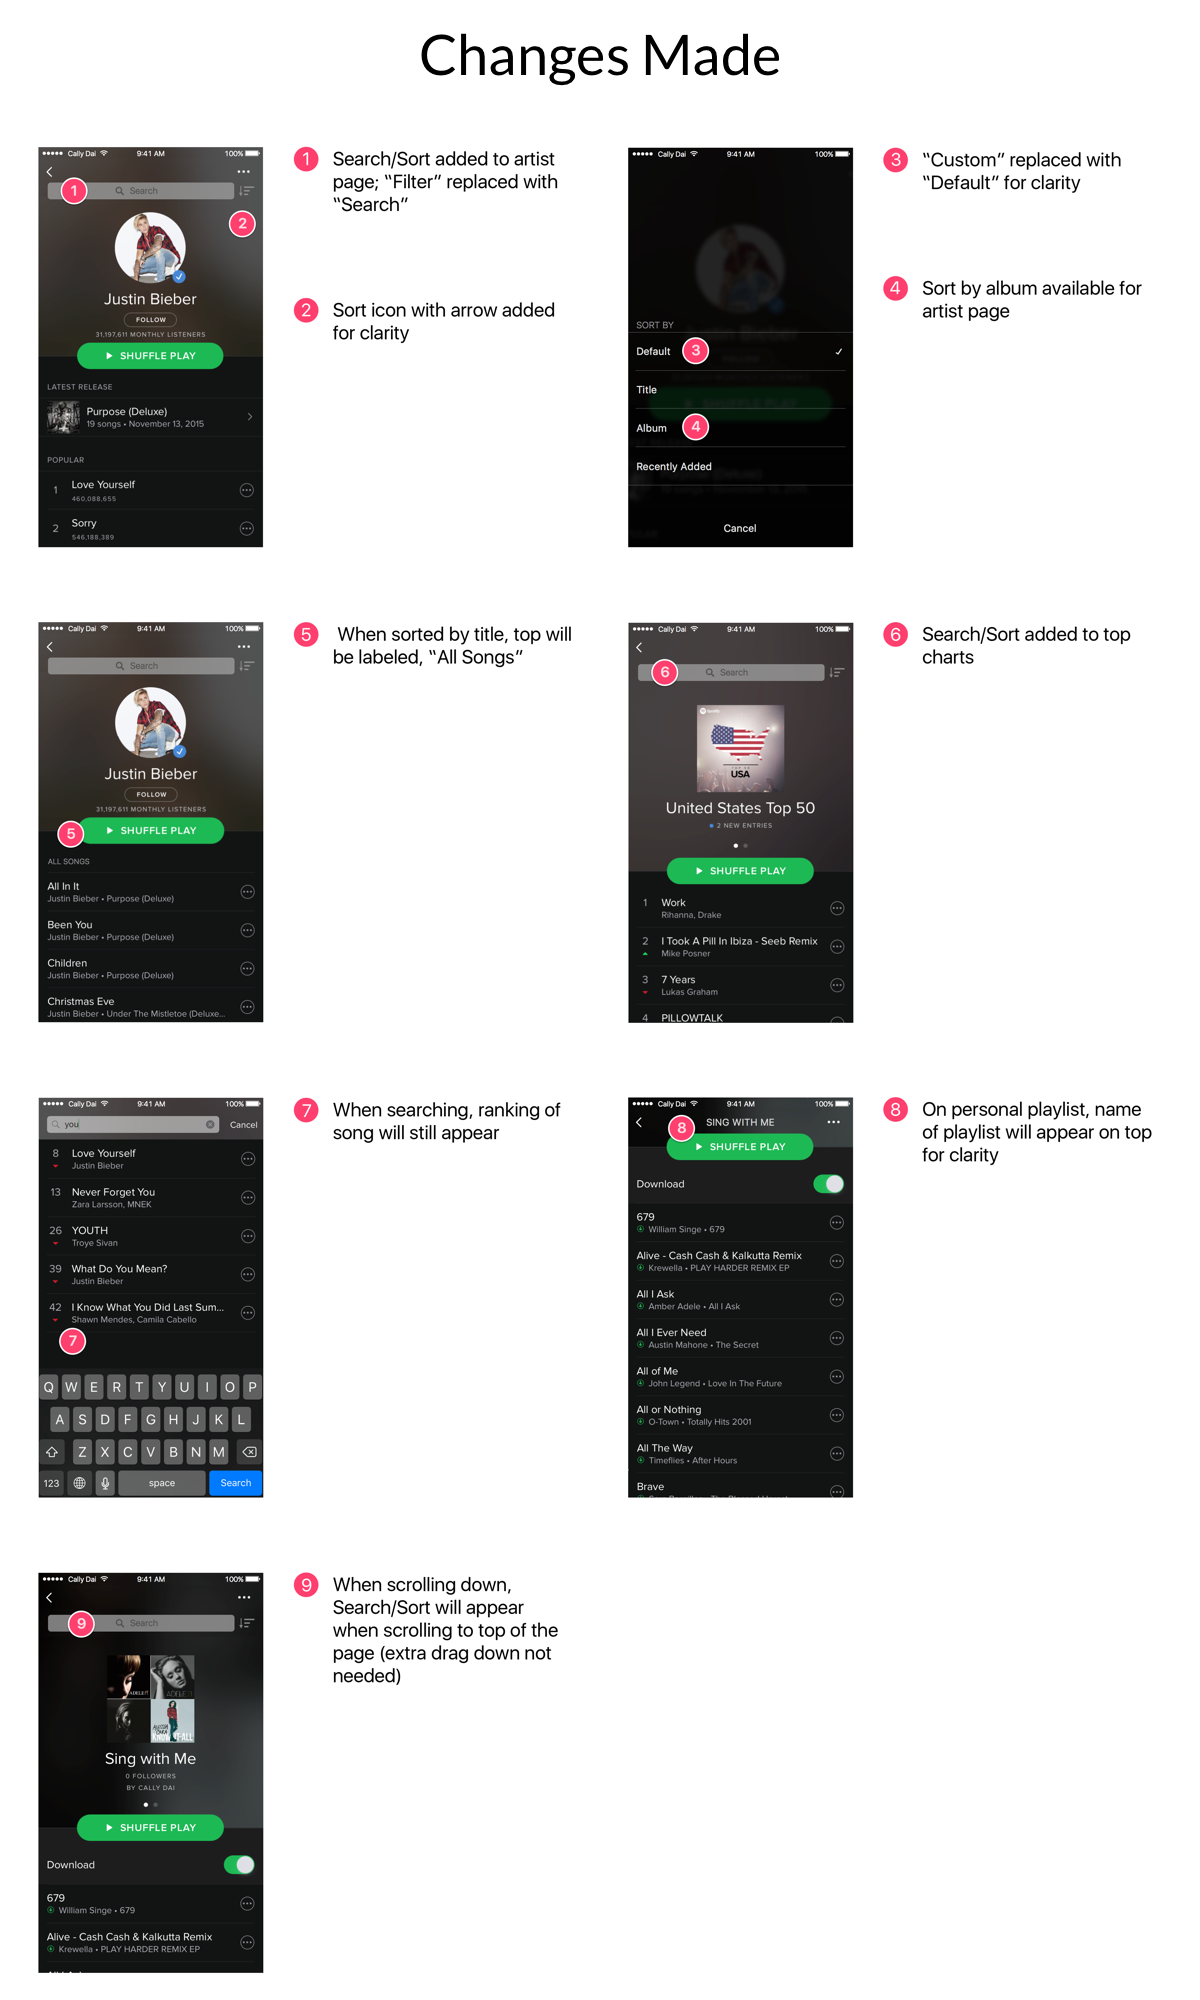 Changes Made
Cally Dai
9:41 AM
100%
1
Search
2
Justin Bieber
FOLLOW
31,197,611 MONTHLY LISTENERS
SHUFFLE PLAY
LATEST RELEASE
Purpose (Deluxe)
19 songs • November 13, 2015
POPULAR
1 Love Yourself
460,088,655
2 Sorry
546,188,389
1 Search/Sort added to artist
page; “Filter” replaced with
“Search”
2 Sort icon with arrow added
for clarity
Cally Dai
9:41 AM
100%
SORT BY
Default 3
Title
SHUFFLE PLAY
Album 4
Recently Added
Cancel
3 “Custom” replaced with
“Default” for clarity
4 Sort by album available for
artist page
Cally Dai
9:41 AM
100%
Search
Justin Bieber
FOLLOW
31,197,611 MONTHLY LISTENERS
5 SHUFFLE PLAY
ALL SONGS
All In It
Justin Bieber • Purpose (Deluxe)
Been You
Justin Bieber • Purpose (Deluxe)
Children
Justin Bieber • Purpose (Deluxe)
Christmas Eve
Justin Bieber • Under The Mistletoe (Deluxe...
5 When sorted by title, top will
be labeled, “All Songs”
Cally Dai
9:41 AM
100%
6 Search
TOP 50
USA
United States Top 50
2 NEW ENTRIES
SHUFFLE PLAY
1 Work
Rihanna, Drake
2 I Took A Pill In Ibiza - Seeb Remix
Mike Posner
3 7 Years
Lukas Graham
4 PILLOWTALK
6 Search/Sort added to top
charts
Cally Dai
9:41 AM
100%
you
Cancel
8 Love Yourself
Justin Bieber
13 Never Forget You
Zara Larsson, MNEK
26 YOUTH
Troye Sivan
39 What Do You Mean?
Justin Bieber
42 I Know What You Did Last Sum...
Shawn Mendes, Camila Cabello
7
Q W E R T Y U I O P
A S D F G H J K L
Z X C V B N M
123 space Search
7 When searching, ranking of
song will still appear
Cally Dai
9:41 AM
100%
8 SING WITH ME
SHUFFLE PLAY
Download
679
William Singe • 679
Alive - Cash Cash & Kalkutta Remix
Krewella • PLAY HARDER REMIX EP
All I Ask
Amber Adele • All I Ask
All I Ever Need
Austin Mahone • The Secret
All of Me
John Legend • Love In The Future
All or Nothing
O-Town • Totally Hits 2001
All The Way
Timeflies • After Hours
Brave
8 On personal playlist, name
of playlist will appear on top
for clarity
Cally Dai
9:41 AM
100%
9 Search
Sing with Me
0 FOLLOWERS
BY CALLY DAI
SHUFFLE PLAY
Download
679
William Singe • 679
Alive - Cash Cash & Kalkutta Remix
Krewella • PLAY HARDER REMIX EP
9 When scrolling down,
Search/Sort will appear
when scrolling to top of the
page (extra drag down not
needed)